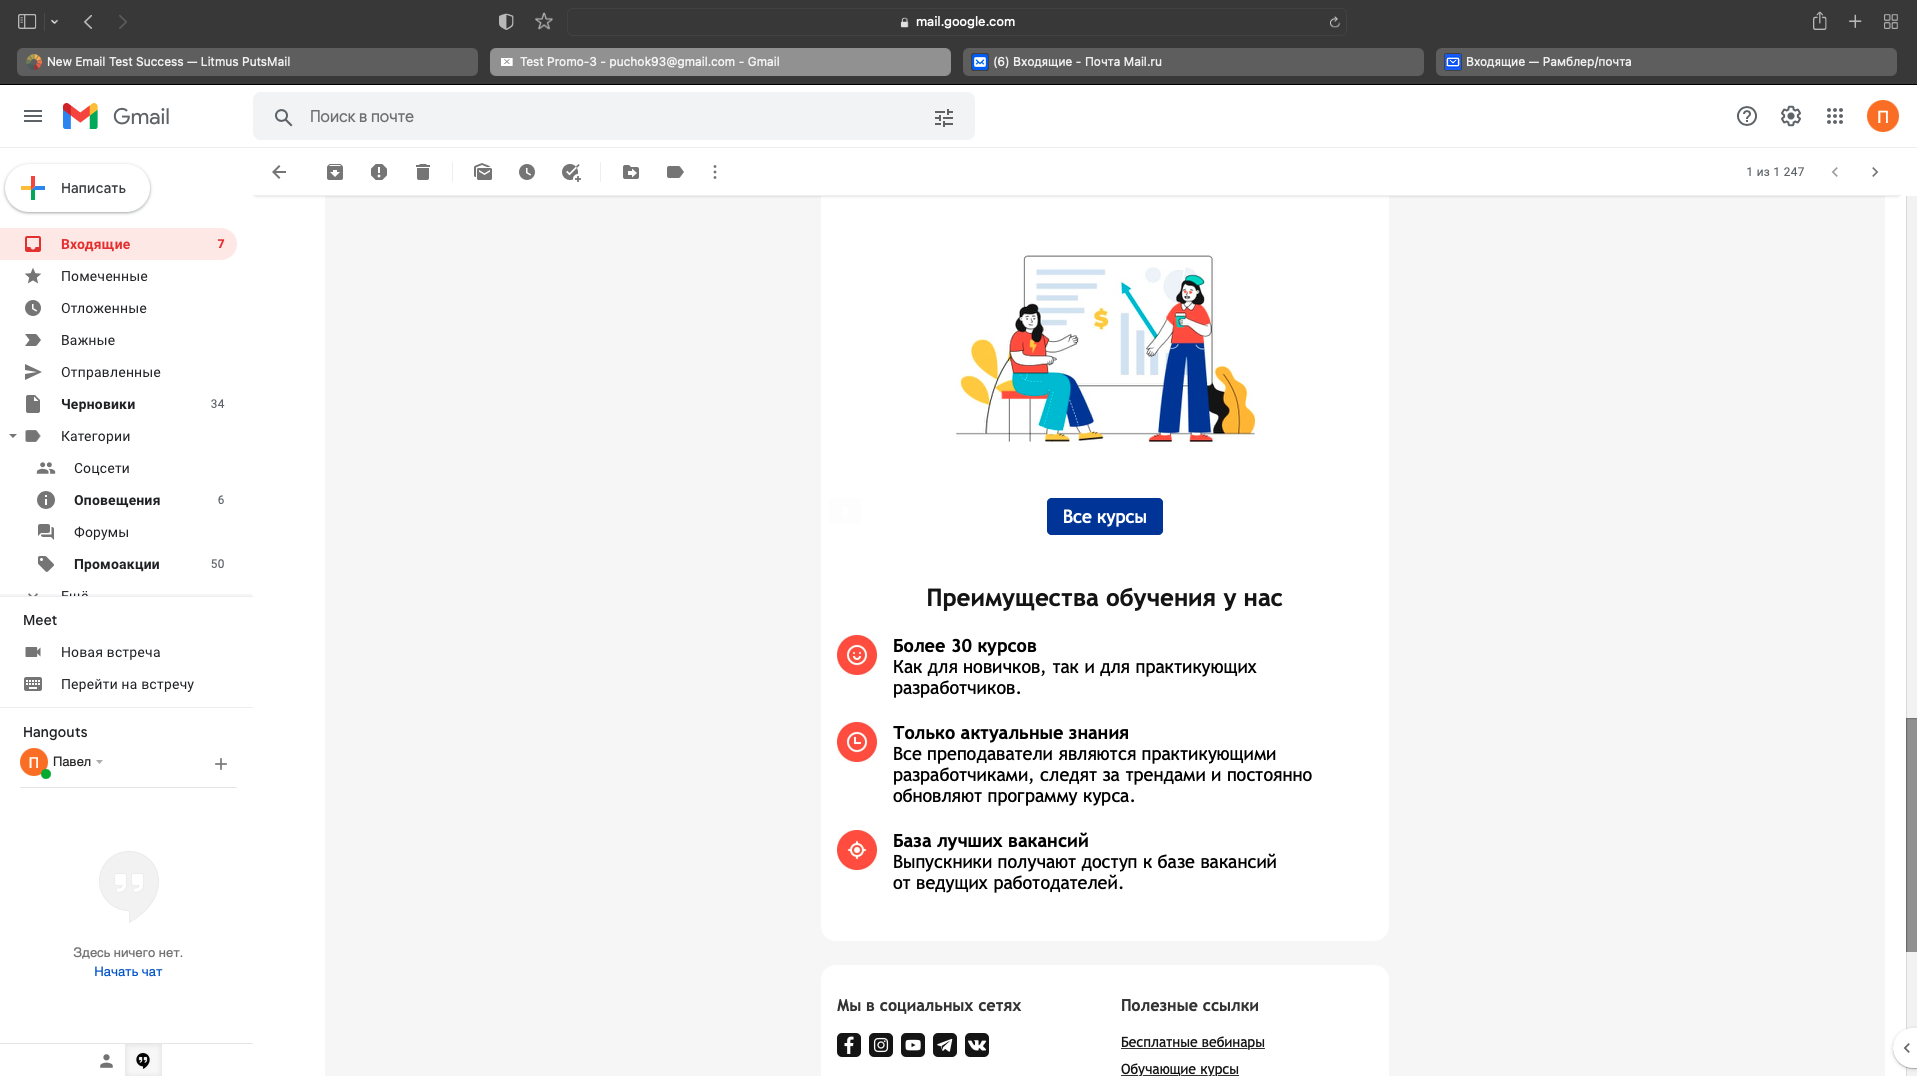 mail.google.com
New Email Test Success — Litmus PutsMail
Test Promo-3 - puchok93@gmail.com - Gmail
(6) Входящие - Почта Mail.ru
Входящие — Рамблер/почта
Gmail
Поиск в почте
П
Написать
1 из 1 247
Входящие 7
Помеченные
Отложенные
Важные
Отправленные
Черновики 34
Категории
Соцсети
Оповещения 6
Форумы
Промоакции 50
Ещё
Meet
Новая встреча
Перейти на встречу
Hangouts
П Павел
Здесь ничего нет.
Начать чат
$
Все курсы
Преимущества обучения у нас
Более 30 курсов
Как для новичков, так и для практикующих
разработчиков.
Только актуальные знания
Все преподаватели являются практикующими
разработчиками, следят за трендами и постоянно
обновляют программу курса.
База лучших вакансий
Выпускники получают доступ к базе вакансий
от ведущих работодателей.
Мы в социальных сетях
Полезные ссылки
Бесплатные вебинары
Обучающие курсы